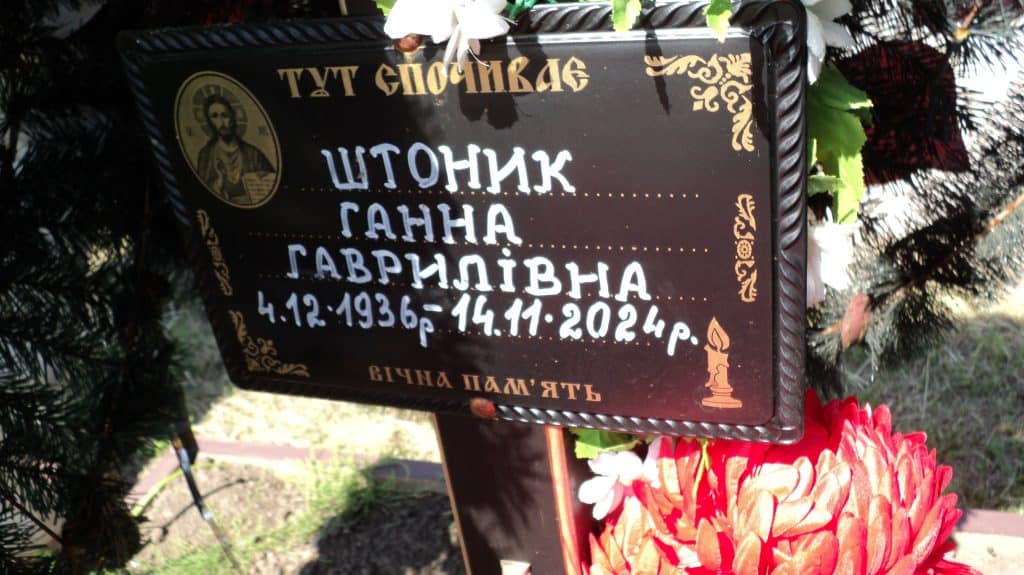 ТУТ СПОЧИВАЄ
ШТОНИК
ГАННА
ГАВРИЛІВНА
4.12.1936р-14.11.2024р.
ВІЧНА ПАМ'ЯТЬ